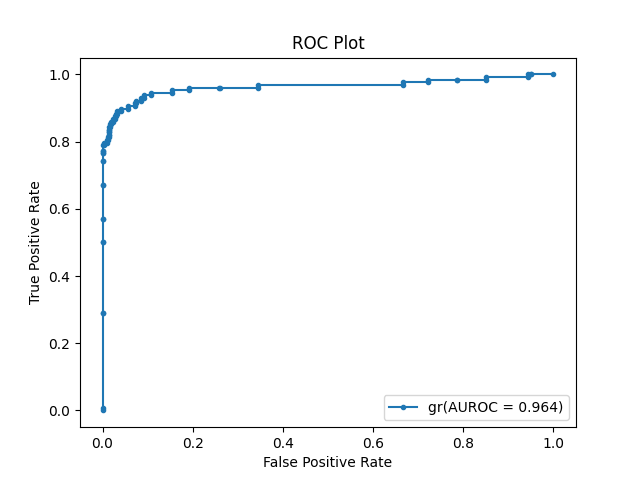 ROC Plot
True Positive Rate
1.0
0.8
0.6
0.4
0.2
0.0
gr(AUROC = 0.964)
0.0 0.2 0.4 0.6 0.8 1.0
False Positive Rate